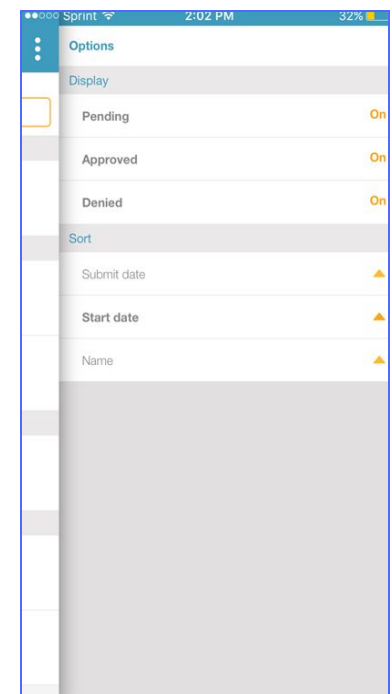 Sprint 2:02 PM 32%
Options
Display
Pending On
Approved On
Denied On
Sort
Submit date
Start date
Name